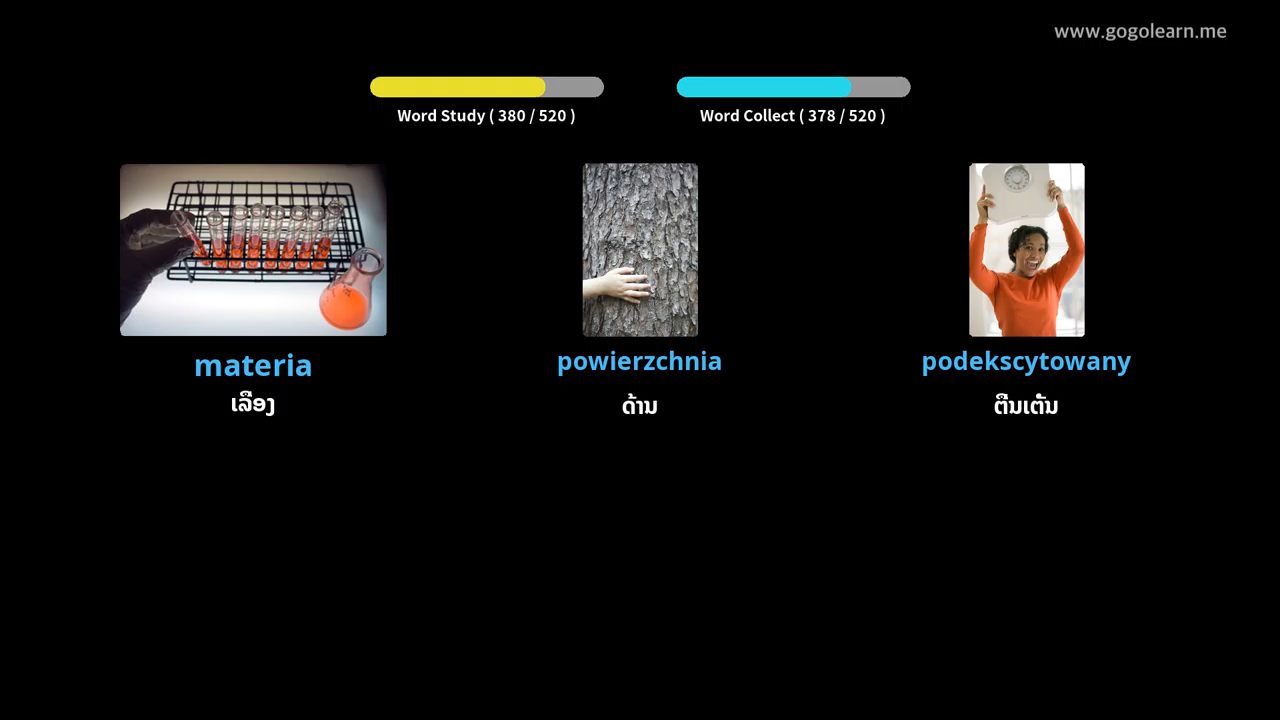 www.gogolearn.me
Word Study ( 380 / 520 )
Word Collect ( 378 / 520 )
materia
powierzchnia
podekscytowany
ເລື່ອງ
ດ້ານ
ຕື່ນເຕັ້ນ